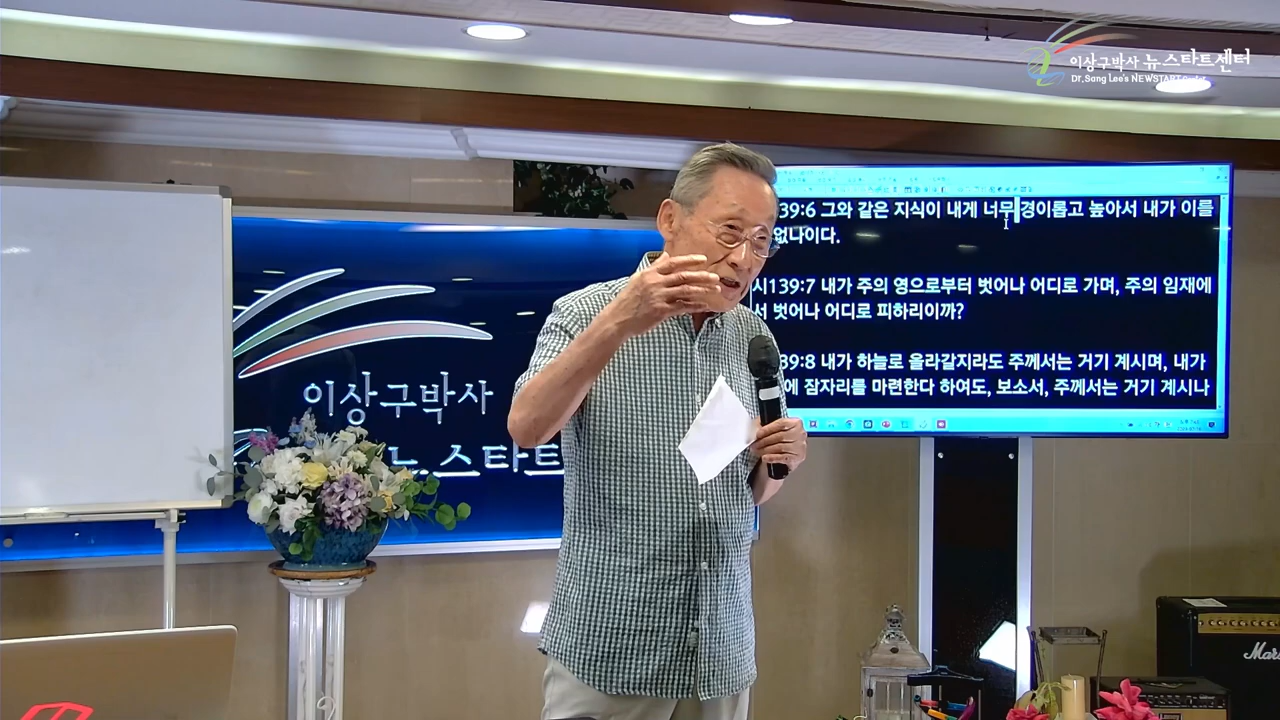 이상구박사 뉴스타트센터
Dr. Sang Lee's NEWSTART Center
39:6 그와 같은 지식이 내게 너무 경이롭고 높아서 내가 이를
없나이다.
시139:7 내가 주의 영으로부터 벗어나 어디로 가며, 주의 임재에
서 벗어나 어디로 피하리이까?
39:8 내가 하늘로 올라갈지라도 주께서는 거기 계시며, 내가
에 잠자리를 마련한다 하여도, 보소서, 주께서는 거기 계시나
이상구박사
뉴 스타트
Mar